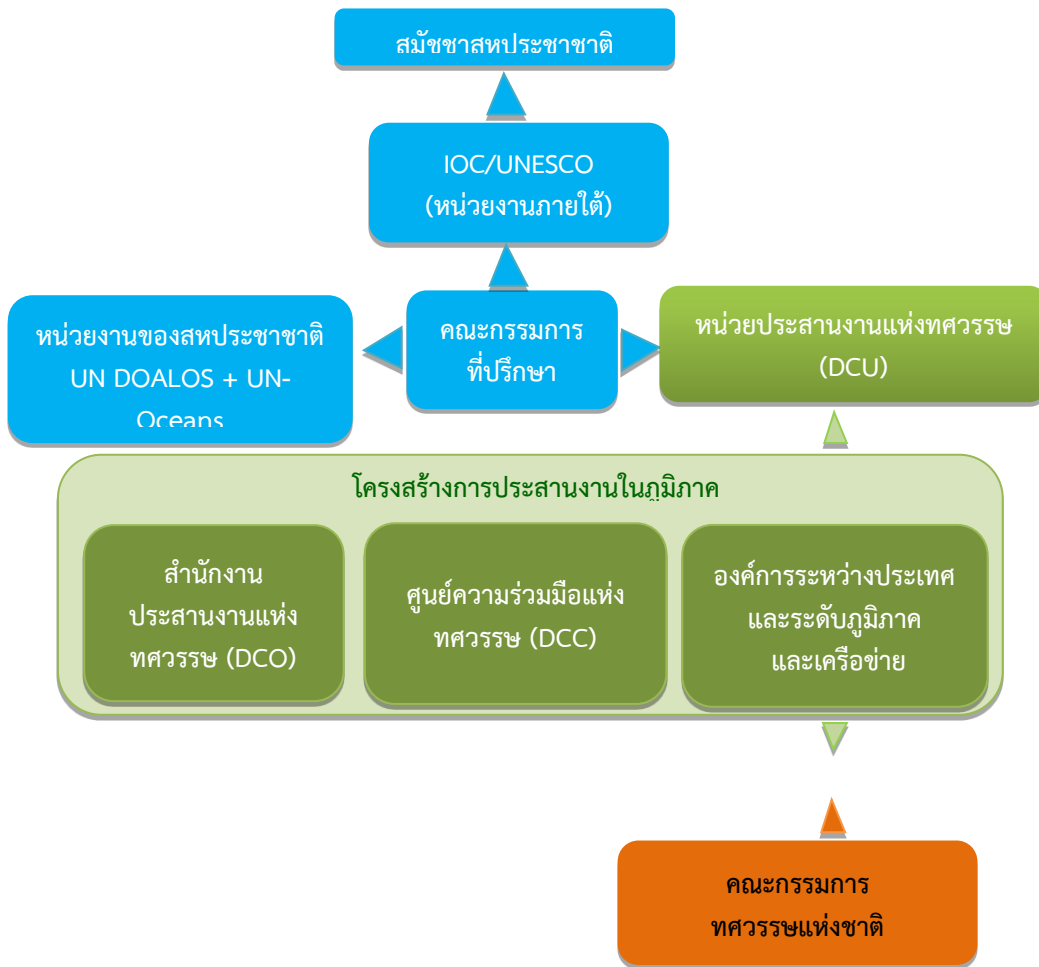 สมัชชาสหประชาชาติ
IOC/UNESCO
(หน่วยงานภายใต้)
หน่วยงานของสหประชาชาติ
UN DOALOS + UN-
Oceans
คณะกรรมการ
ที่ปรึกษา
หน่วยประสานงานแห่งทศวรรษ
(DCU)
โครงสร้างการประสานงานในภูมิภาค
สำนักงาน
ประสานงานแห่ง
ทศวรรษ (DCO)
ศูนย์ความร่วมมือแห่ง
ทศวรรษ (DCC)
องค์การระหว่างประเทศ
และระดับภูมิภาค
และเครือข่าย
คณะกรรมการ
ทศวรรษแห่งชาติ